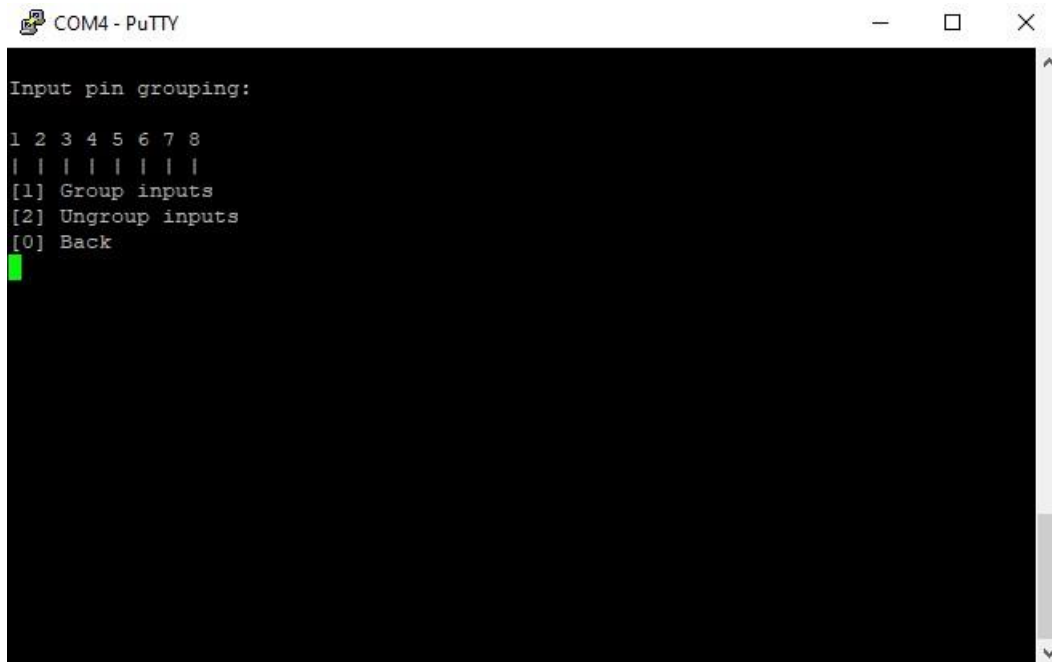 COM4 - PuTTY
Input pin grouping:
1 2 3 4 5 6 7 8
| | | | | | | |
[1] Group inputs
[2] Ungroup inputs
[0] Back